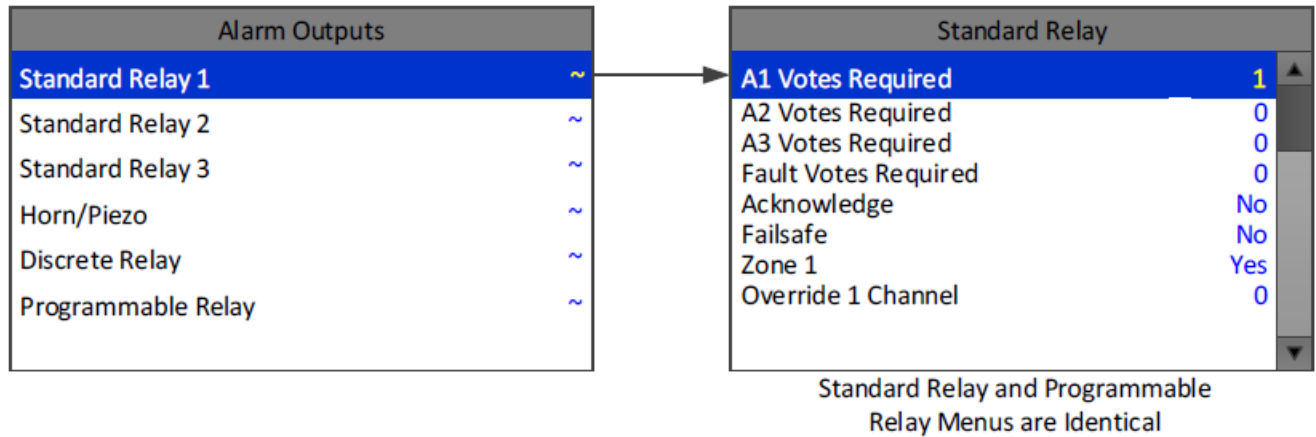 Alarm Outputs
Standard Relay 1 ~
Standard Relay 2 ~
Standard Relay 3 ~
Horn/Piezo ~
Discrete Relay ~
Programmable Relay ~
Standard Relay
A1 Votes Required 1
A2 Votes Required 0
A3 Votes Required 0
Fault Votes Required 0
Acknowledge No
Failsafe No
Zone 1 Yes
Override 1 Channel 0
Standard Relay and Programmable
Relay Menus are Identical